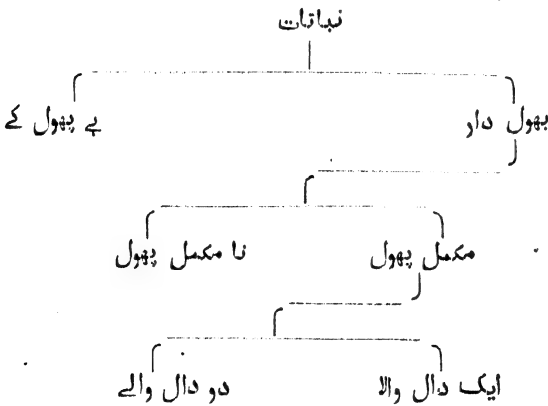 نباتات
پھول دار بے پھول کے
مکمل پھول نا مکمل پھول
ایک دال والا دو دال والے